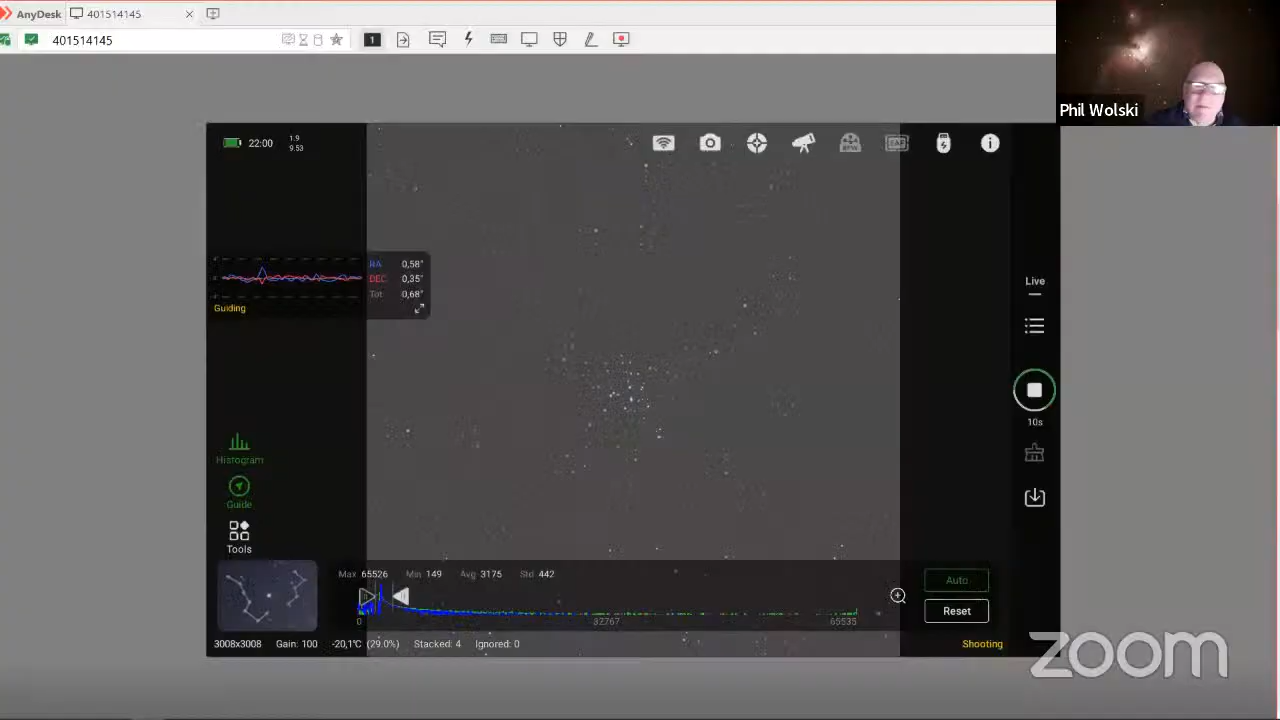 AnyDesk
401514145
401514145
1
Phil Wolski
22:00
1.9
9.53
RA 0,58"
DEC 0,35"
Tot 0,68"
Guiding
Live
10s
Histogram
Guide
Tools
Max 65526 Min 149 Avg 3175 Std 442
Auto
Reset
0 32767 65535
3008x3008 Gain: 100 -20,1°C (29.0%) Stacked: 4 Ignored: 0
Shooting
zoom